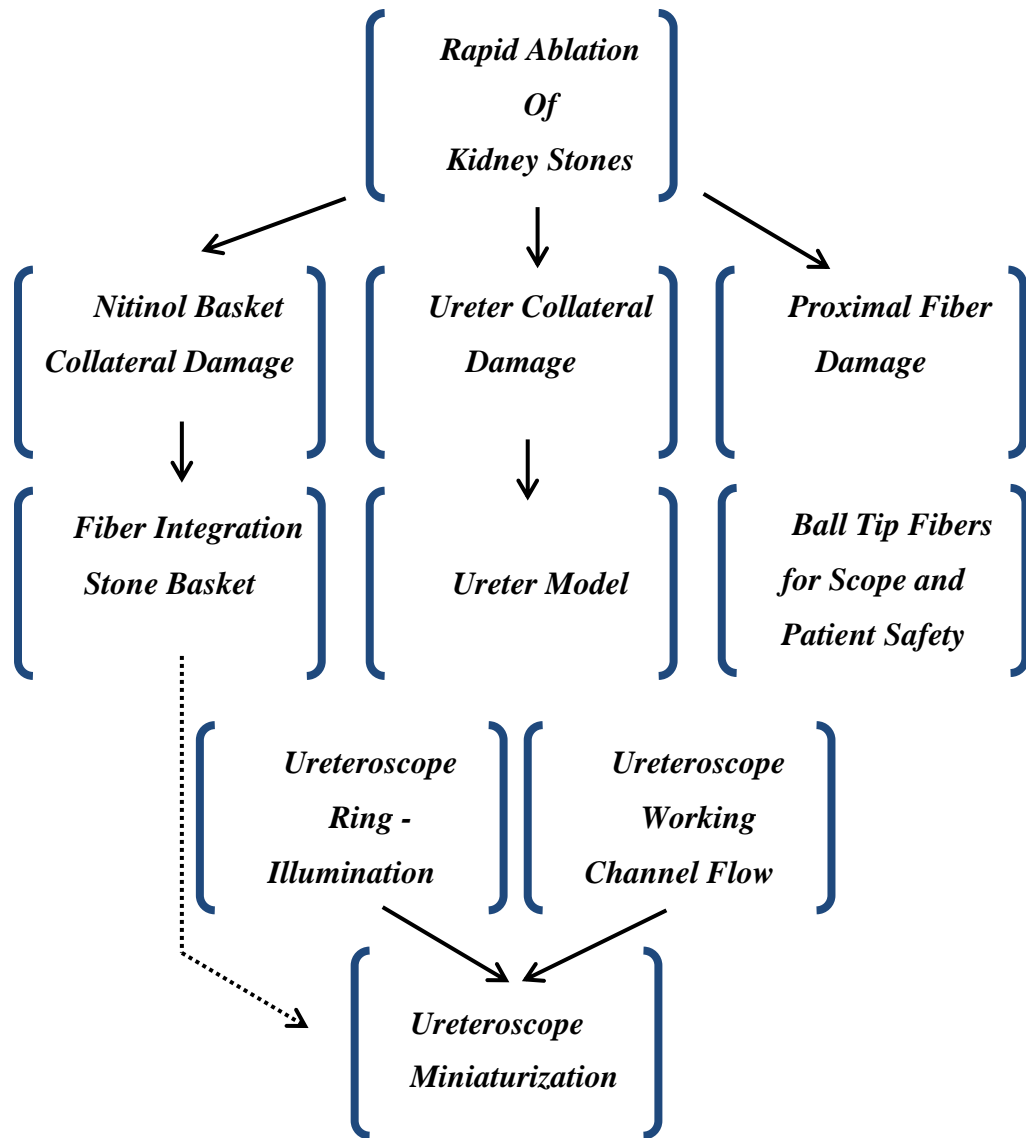 Rapid Ablation
Of
Kidney Stones
Nitinol Basket
Collateral Damage
Ureter Collateral
Damage
Proximal Fiber
Damage
Fiber Integration
Stone Basket
Ureter Model
Ball Tip Fibers
for Scope and
Patient Safety
Ureteroscope
Ring -
Illumination
Ureteroscope
Working
Channel Flow
Ureteroscope
Miniaturization